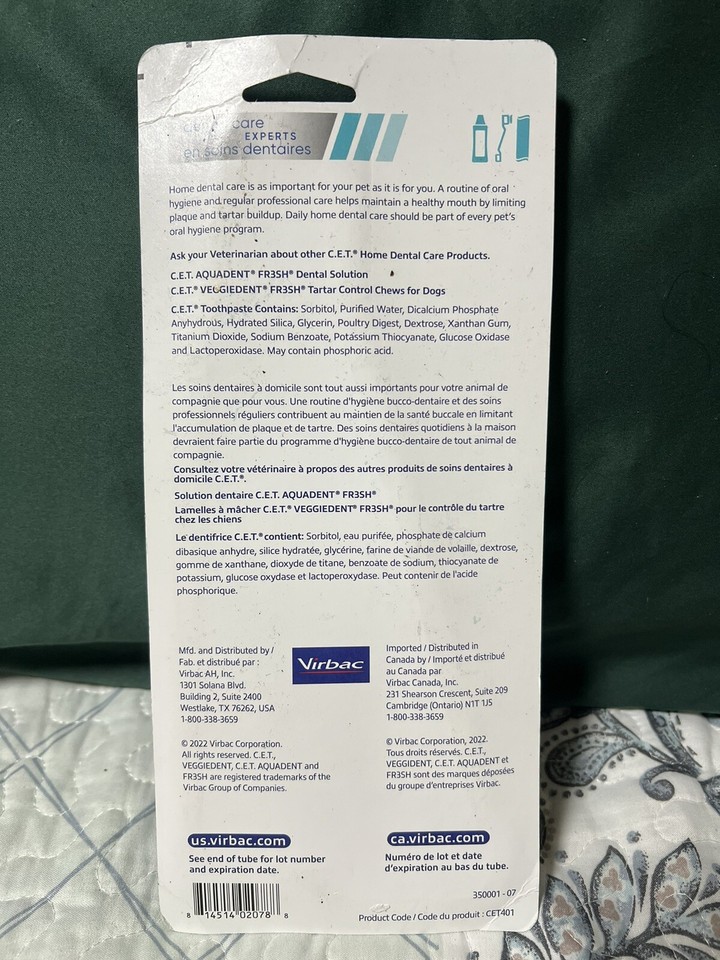 care
EXPERTS
en soins dentaires
Home dental care is as important for your pet as it is for you. A routine of oral
hygiene and regular professional care helps maintain a healthy mouth by limiting
plaque and tartar buildup. Daily home dental care should be part of every pet's
oral hygiene program.
Ask your Veterinarian about other C.E.T.® Home Dental Care Products.
C.E.T. AQUADENT® FR3SH® Dental Solution
C.E.T.® VEGGIEDENT® FR3SH® Tartar Control Chews for Dogs
C.E.T.® Toothpaste Contains: Sorbitol, Purified Water, Dicalcium Phosphate
Anyhydrous, Hydrated Silica, Glycerin, Poultry Digest, Dextrose, Xanthan Gum,
Titanium Dioxide, Sodium Benzoate, Potassium Thiocyanate, Glucose Oxidase
and Lactoperoxidase. May contain phosphoric acid.
Les soins dentaires à domicile sont tout aussi importants pour votre animal de
compagnie que pour vous. Une routine d'hygiène bucco-dentaire et des soins
professionnels réguliers contribuent au maintien de la santé buccale en limitant
l'accumulation de plaque et de tartre. Des soins dentaires quotidiens à la maison
devraient faire partie du programme d'hygiène bucco-dentaire de tout animal de
compagnie.
Consultez votre vétérinaire à propos des autres produits de soins dentaires à
domicile C.E.T.®.
Solution dentaire C.E.T. AQUADENT® FR3SH®
Lamelles à mâcher C.E.T.® VEGGIEDENT® FR3SH® pour le contrôle du tartre
chez les chiens
Le dentifrice C.E.T.® contient: Sorbitol, eau purifée, phosphate de calcium
dibasique anhydre, silice hydratée, glycérine, farine de viande de volaille, dextrose,
gomme de xanthane, dioxyde de titane, benzoate de sodium, thiocyanate de
potassium, glucose oxydase et lactoperoxydase. Peut contenir de l'acide
phosphorique.
Mfd. and Distributed by /
Fab. et distribué par :
Virbac AH, Inc.
1301 Solana Blvd.
Building 2, Suite 2400
Westlake, TX 76262, USA
1-800-338-3659
Virbac
Imported / Distributed in
Canada by / Importé et distribué
au Canada par
Virbac Canada, Inc.
231 Shearson Crescent, Suite 209
Cambridge (Ontario) N1T 1J5
1-800-338-3659
© 2022 Virbac Corporation.
All rights reserved. C.E.T.,
VEGGIEDENT, C.E.T. AQUADENT and
FR3SH are registered trademarks of the
Virbac Group of Companies.
© Virbac Corporation, 2022.
Tous droits réservés. C.E.T.,
VEGGIDENT, C.E.T. AQUADENT et
FR3SH sont des marques déposées
du groupe d'entreprises Virbac.
us.virbac.com
See end of tube for lot number
and expiration date.
ca.virbac.com
Numéro de lot et date
d'expiration au bas du tube.
8 14514 02078 8
350001 - 07
Product Code / Code du produit : CET401